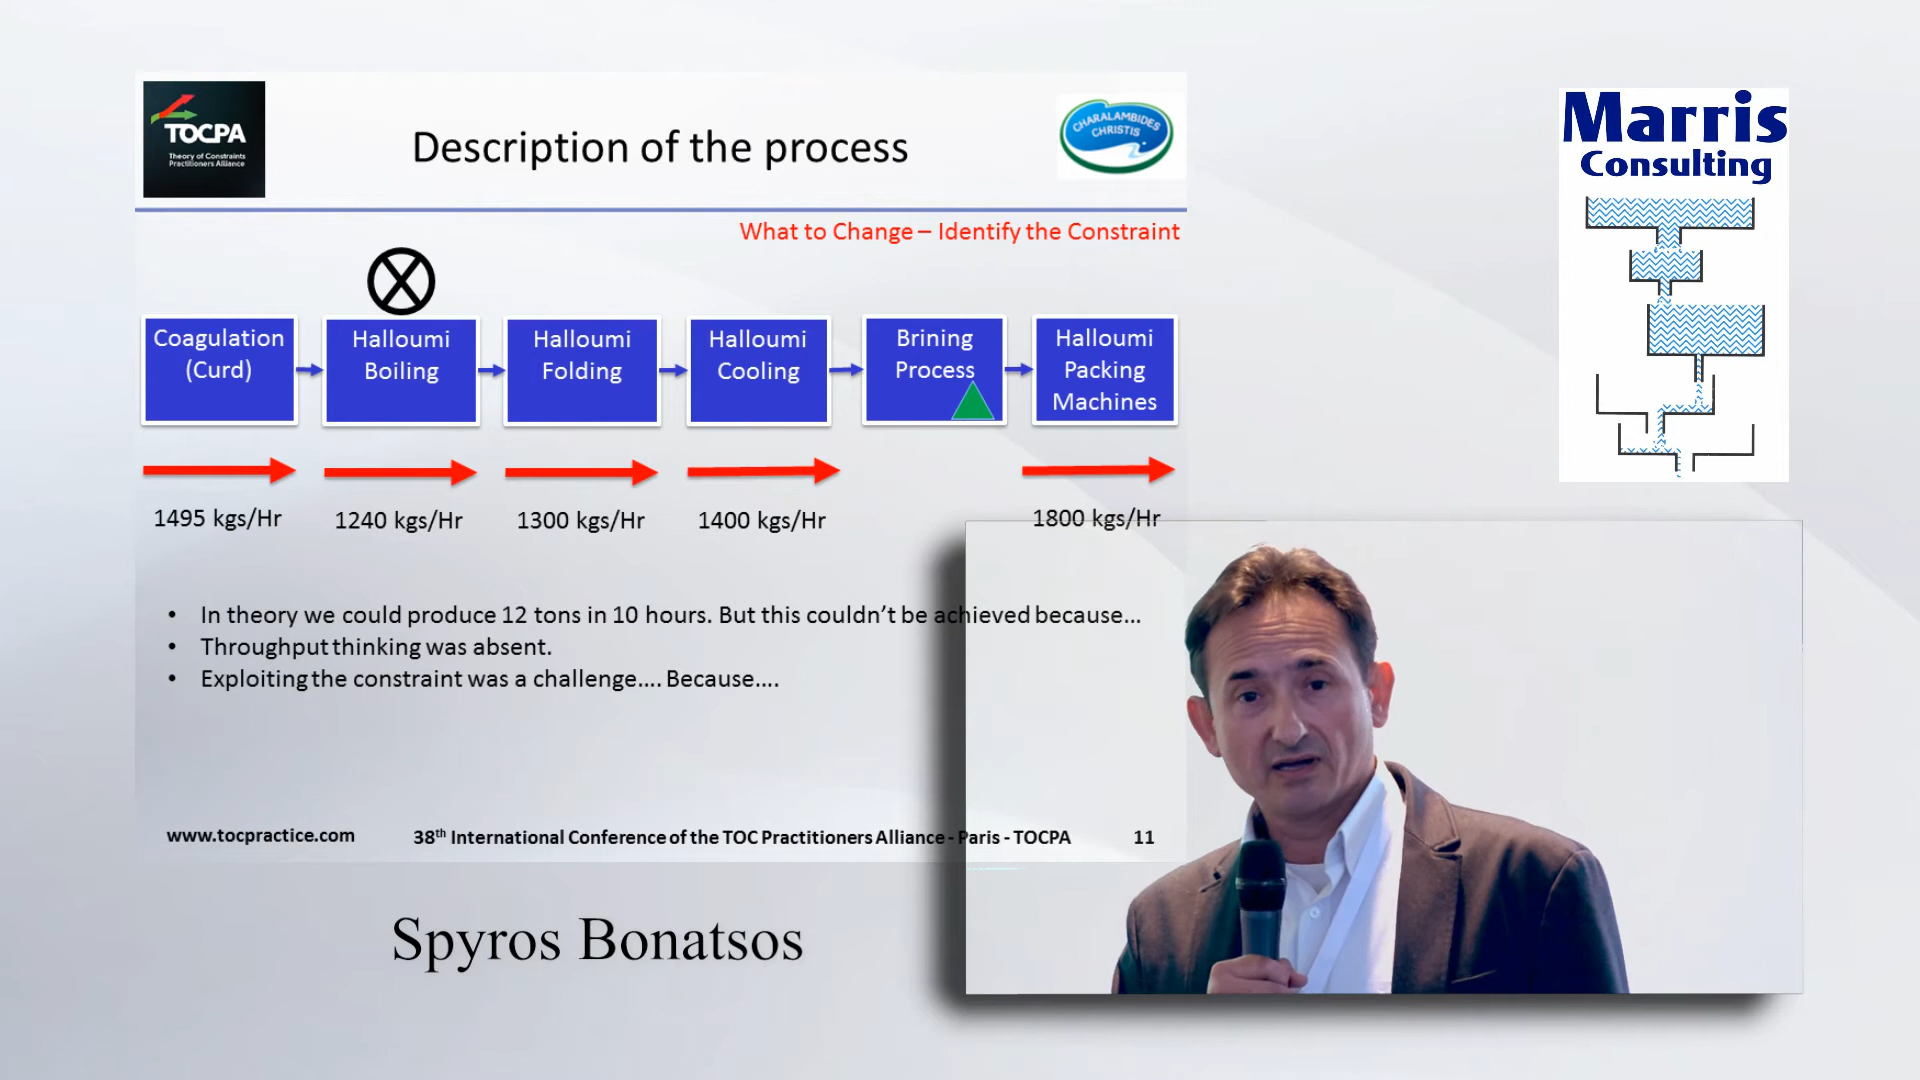 TOCPA
Theory of Constraints
Practitioners Alliance
Description of the process
CHARALAMBIDES
CHRISTIS
Marris
Consulting
What to Change – Identify the Constraint
Coagulation
(Curd)
Halloumi
Boiling
Halloumi
Folding
Halloumi
Cooling
Brining
Process
Halloumi
Packing
Machines
1495 kgs/Hr
1240 kgs/Hr
1300 kgs/Hr
1400 kgs/Hr
1800 kgs/Hr
• In theory we could produce 12 tons in 10 hours. But this couldn’t be achieved because...
• Throughput thinking was absent.
• Exploiting the constraint was a challenge.... Because....
www.tocpractice.com
38th International Conference of the TOC Practitioners Alliance - Paris - TOCPA
11
Spyros Bonatsos